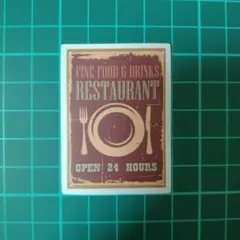 FINE FOOD & DRINKS
RESTAURANT
OPEN 24 HOURS